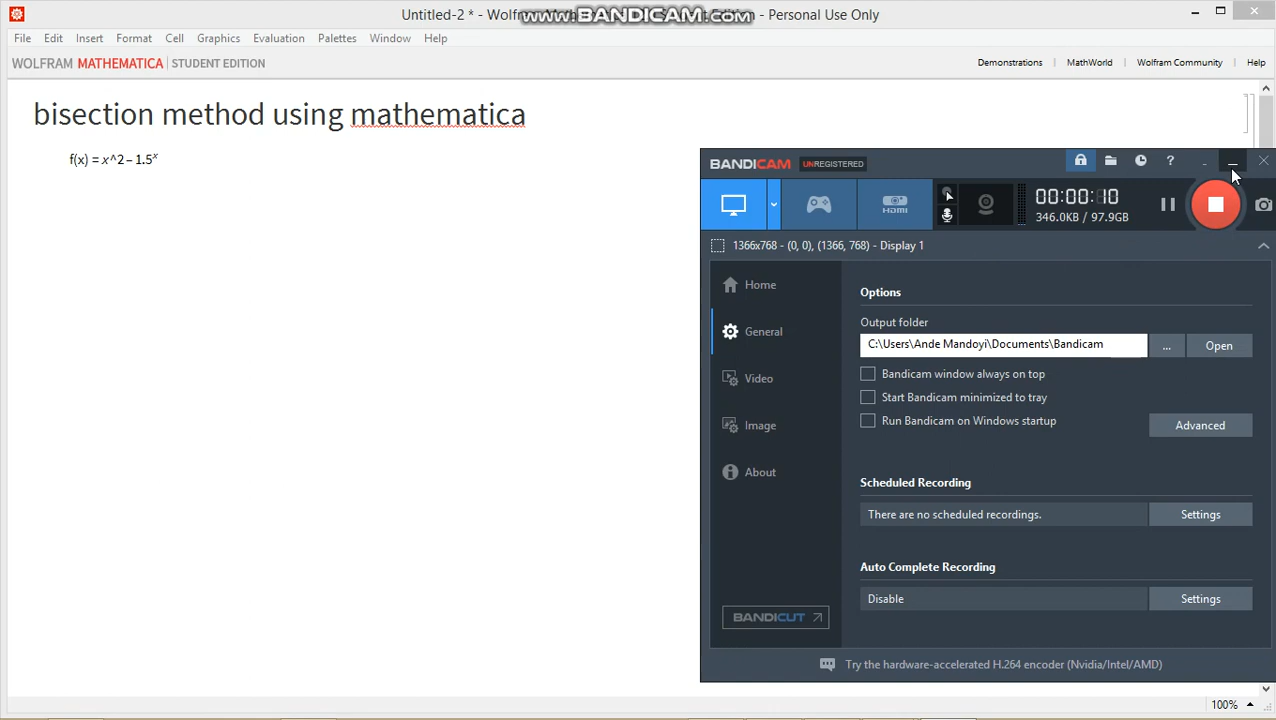 Untitled-2 * - Wolfram Edition - Personal Use Only
www.BANDICAM.com
File Edit Insert Format Cell Graphics Evaluation Palettes Window Help
WOLFRAM MATHEMATICA STUDENT EDITION
Demonstrations MathWorld Wolfram Community Help
bisection method using mathematica
f(x) = x^2 – 1.5^x
BANDICAM UNREGISTERED
HDMI
00:00:10
346.0KB / 97.9GB
1366x768 - (0, 0), (1366, 768) - Display 1
Home
General
Video
Image
About
BANDICUT
Options
Output folder
C:\Users\Ande Mandoyi\Documents\Bandicam ... Open
Bandicam window always on top
Start Bandicam minimized to tray
Run Bandicam on Windows startup
Advanced
Scheduled Recording
There are no scheduled recordings. Settings
Auto Complete Recording
Disable Settings
Try the hardware-accelerated H.264 encoder (Nvidia/Intel/AMD)
100%